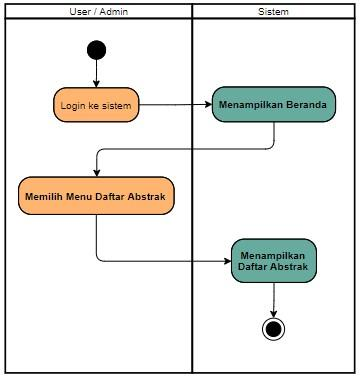 User / Admin
Sistem
Login ke sistem
Menampilkan Beranda
Memilih Menu Daftar Abstrak
Menampilkan
Daftar Abstrak